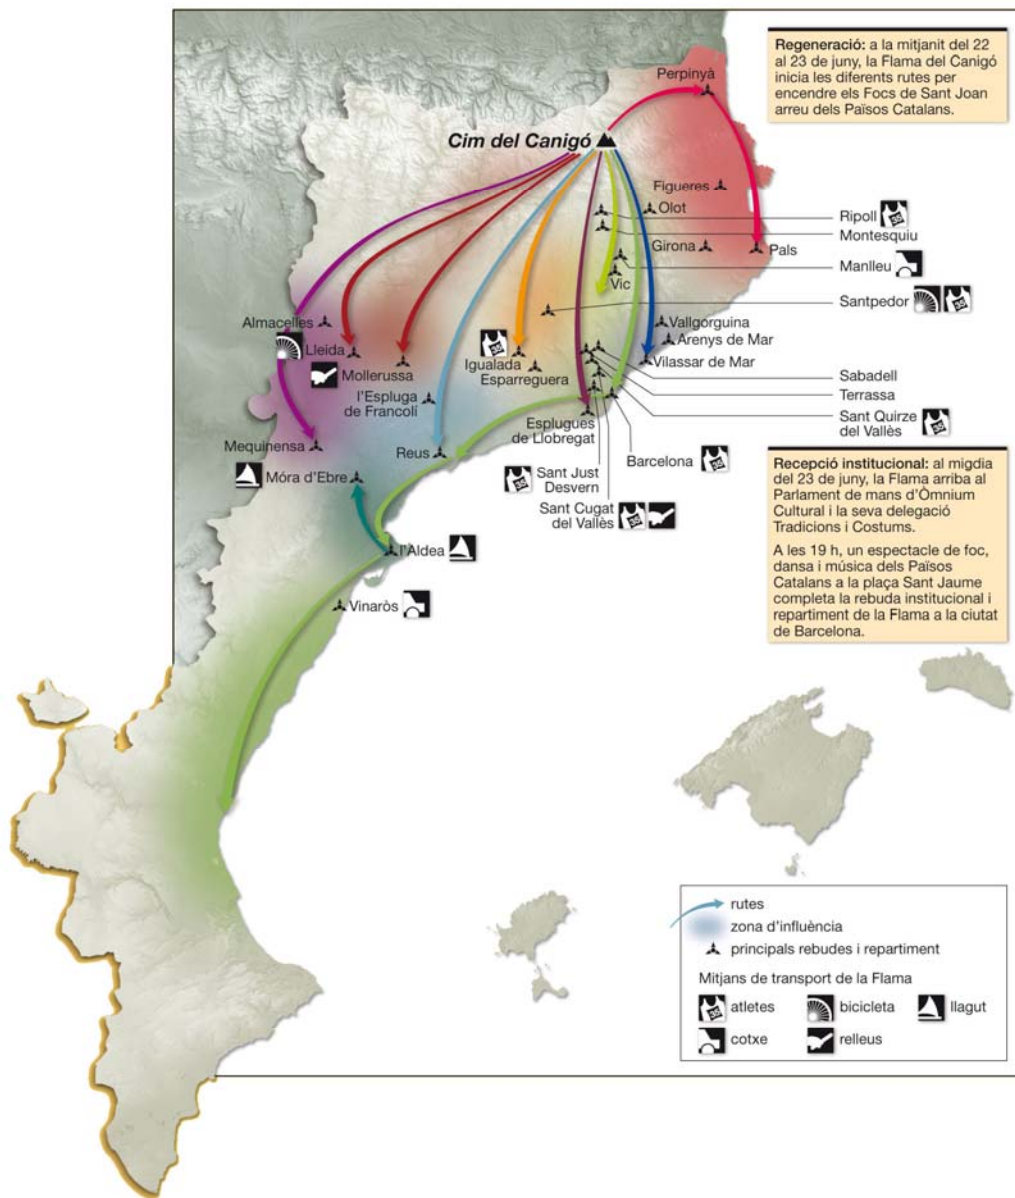 Regeneració: a la mitjanit del 22
al 23 de juny, la Flama del Canigó
inicia les diferents rutes per
encendre els Focs de Sant Joan
arreu dels Països Catalans.
Perpinyà
Cim del Canigó
Figueres
Olot
Ripoll
Montesquiu
Girona
Pals
Manlleu
Vic
Santpedor
Almacelles
Vallgorguina
Arenys de Mar
Lleida
Igualada
Vilassar de Mar
Mollerussa
Esparreguera
Sabadell
Terrassa
l'Espluga
de Francolí
Esplugues
de Llobregat
Sant Quirze
del Vallès
Mequinensa
Reus
Barcelona
Móra d'Ebre
Sant Just
Desvern
Sant Cugat
del Vallès
Recepció institucional: al migdia
del 23 de juny, la Flama arriba al
Parlament de mans d'Òmnium
Cultural i la seva delegació
Tradicions i Costums.
A les 19 h, un espectacle de foc,
dansa i música dels Països
Catalans a la plaça Sant Jaume
completa la rebuda institucional i
repartiment de la Flama a la ciutat
de Barcelona.
l'Aldea
Vinaròs
rutes
zona d'influència
principals rebudes i repartiment
Mitjans de transport de la Flama
atletes
bicicleta
llagut
cotxe
relleus